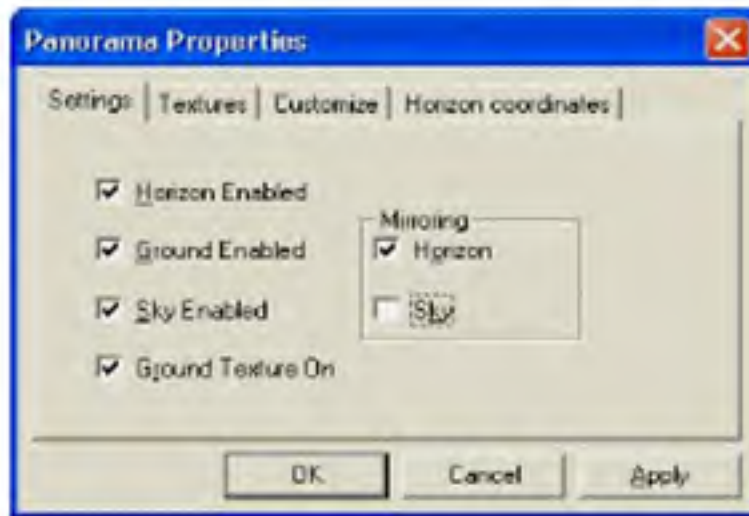 Panorama Properties
Settings Textures Customize Horizon coordinates
Horizon Enabled
Ground Enabled
Sky Enabled
Ground Texture On
Mirroring
Horizon
Sky
OK Cancel Apply